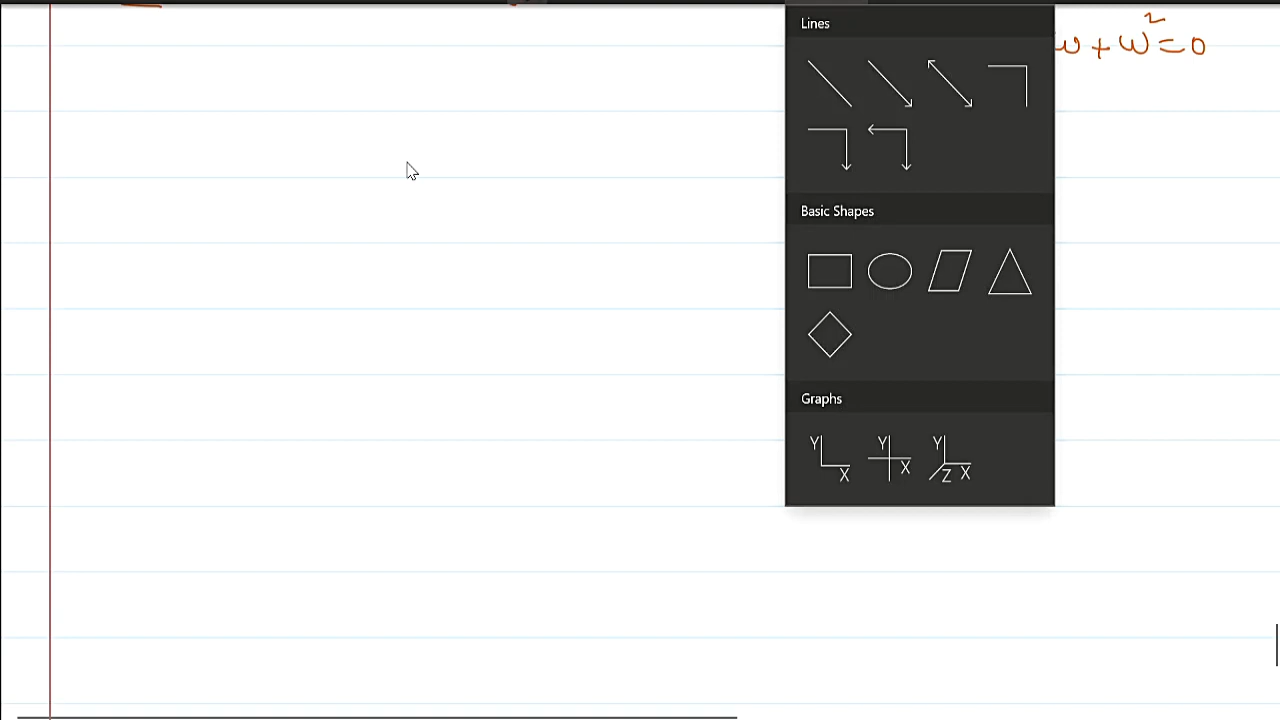 Lines
ω + ω² = 0
Basic Shapes
Graphs
Y X
Y X
Y Z X